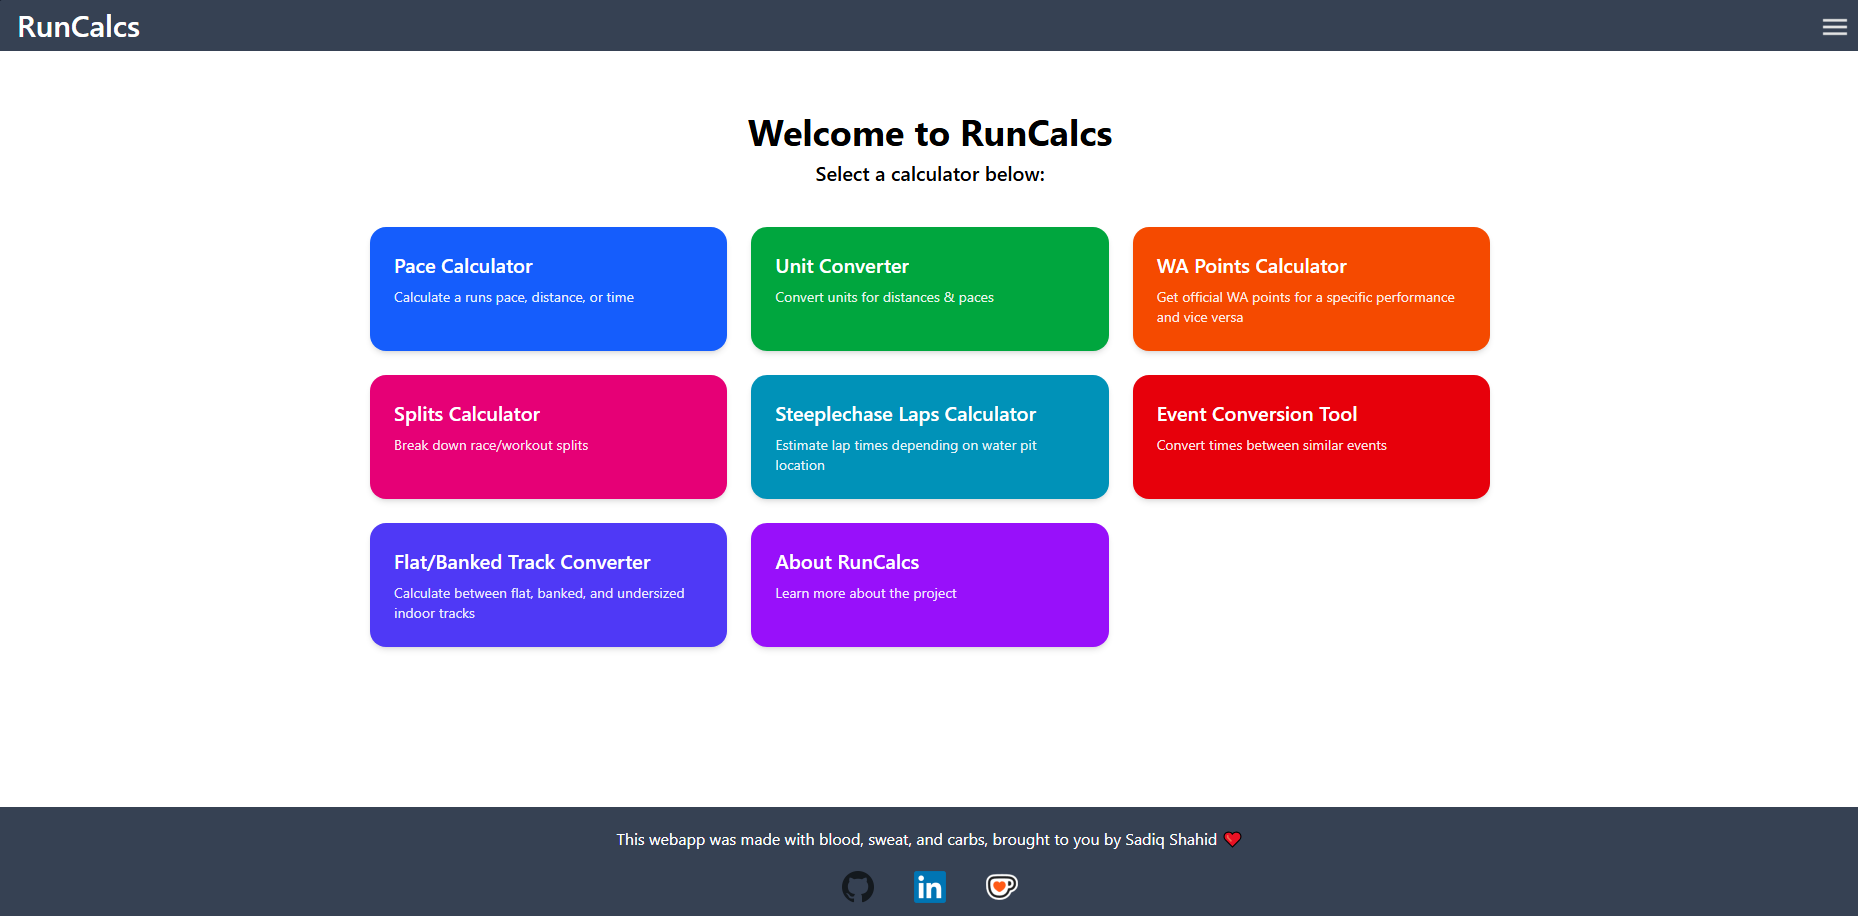 RunCalcs
Welcome to RunCalcs
Select a calculator below:
Pace Calculator
Calculate a runs pace, distance, or time
Unit Converter
Convert units for distances & paces
WA Points Calculator
Get official WA points for a specific performance
and vice versa
Splits Calculator
Break down race/workout splits
Steeplechase Laps Calculator
Estimate lap times depending on water pit
location
Event Conversion Tool
Convert times between similar events
Flat/Banked Track Converter
Calculate between flat, banked, and undersized
indoor tracks
About RunCalcs
Learn more about the project
This webapp was made with blood, sweat, and carbs, brought to you by Sadiq Shahid ❤️
in